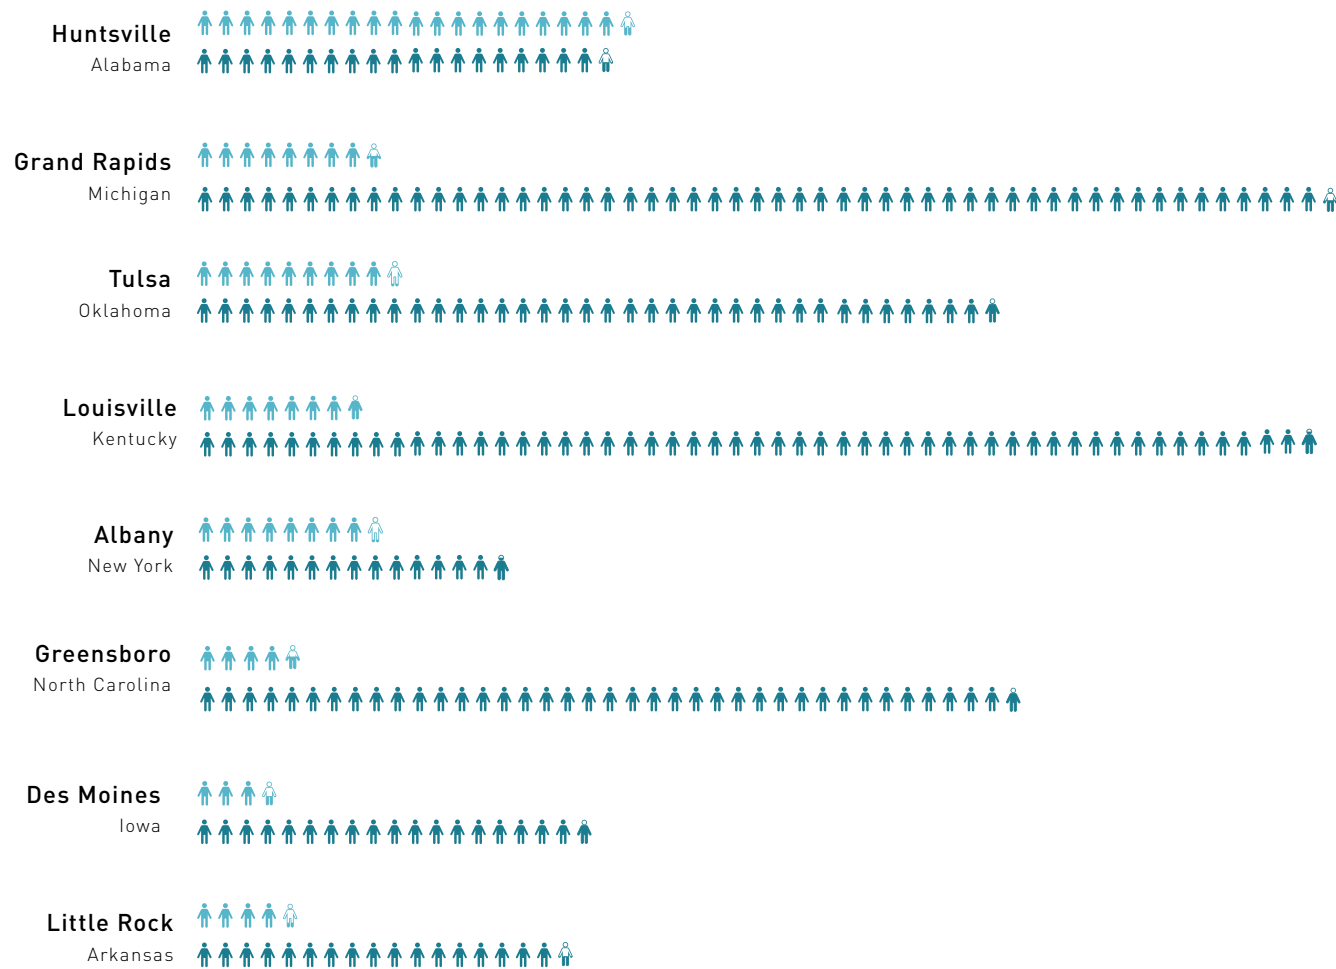 Huntsville
Alabama
Grand Rapids
Michigan
Tulsa
Oklahoma
Louisville
Kentucky
Albany
New York
Greensboro
North Carolina
Des Moines
Iowa
Little Rock
Arkansas